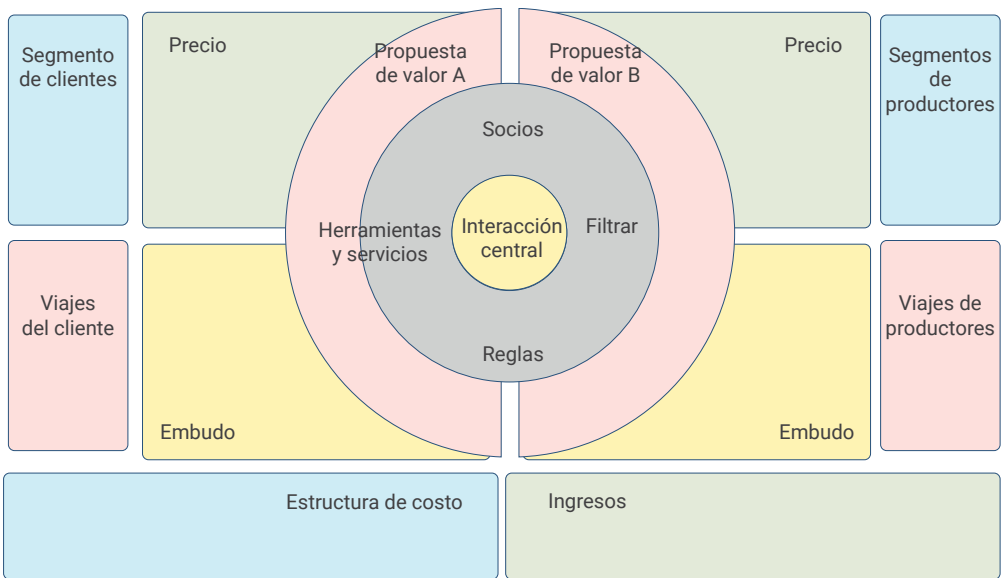 Segmento
de clientes
Precio
Propuesta
de valor A
Propuesta
de valor B
Precio
Segmentos
de
productores
Socios
Herramientas
y servicios
Interacción
central
Filtrar
Viajes
del cliente
Viajes de
productores
Reglas
Embudo
Embudo
Estructura de costo
Ingresos